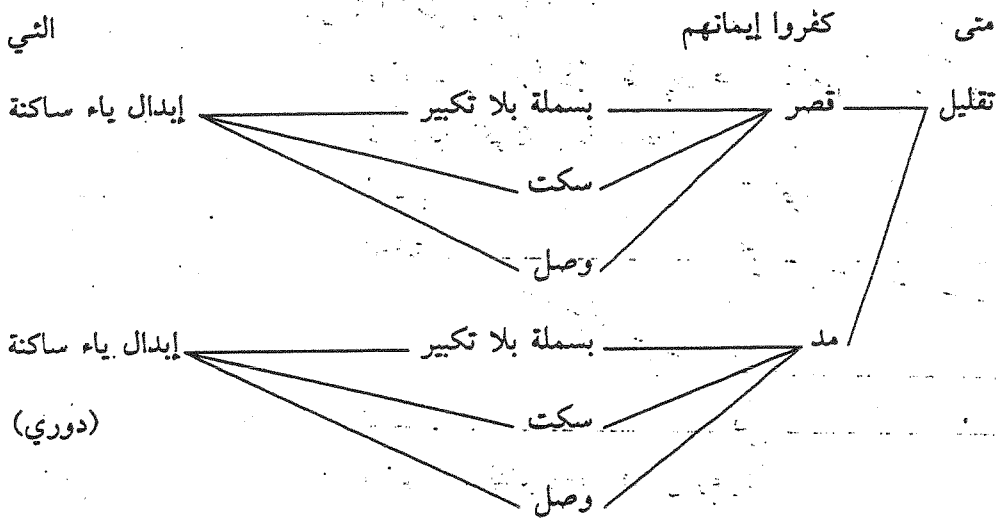 متى كفروا إيمانهم الئي
تقليل قصر بسملة بلا تكبير إبدال ياء ساكنة
سكت
وصل
مد بسملة بلا تكبير إبدال ياء ساكنة
سكت (دوري)
وصل